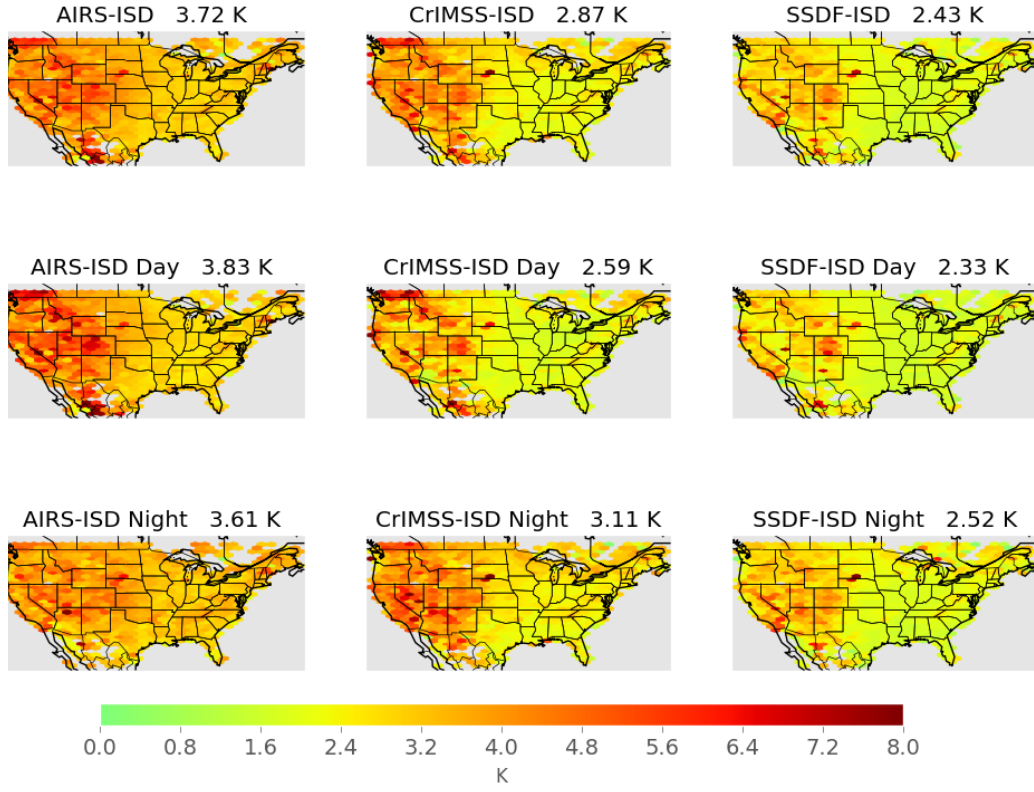 AIRS-ISD 3.72 K
CrIMSS-ISD 2.87 K
SSDF-ISD 2.43 K
AIRS-ISD Day 3.83 K
CrIMSS-ISD Day 2.59 K
SSDF-ISD Day 2.33 K
AIRS-ISD Night 3.61 K
CrIMSS-ISD Night 3.11 K
SSDF-ISD Night 2.52 K
0.0 0.8 1.6 2.4 3.2 4.0 4.8 5.6 6.4 7.2 8.0
K